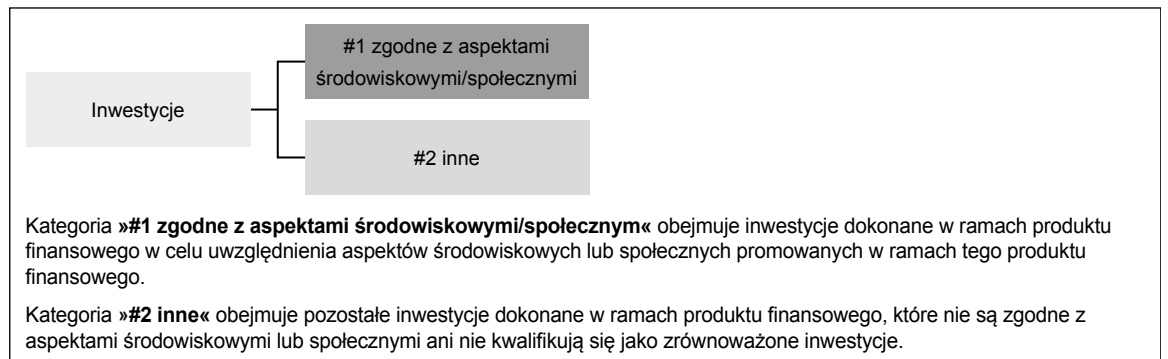 #1 zgodne z aspektami
środowiskowymi/społecznymi
Inwestycje
#2 inne
Kategoria »#1 zgodne z aspektami środowiskowymi/społecznym« obejmuje inwestycje dokonane w ramach produktu
finansowego w celu uwzględnienia aspektów środowiskowych lub społecznych promowanych w ramach tego produktu
finansowego.
Kategoria »#2 inne« obejmuje pozostałe inwestycje dokonane w ramach produktu finansowego, które nie są zgodne z
aspektami środowiskowymi lub społecznymi ani nie kwalifikują się jako zrównoważone inwestycje.